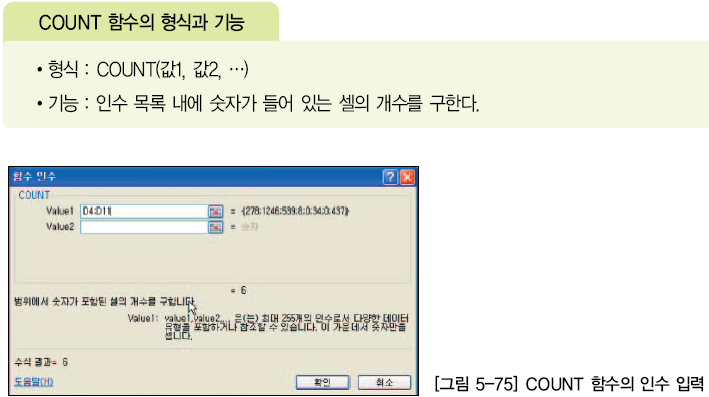 COUNT 함수의 형식과 기능
• 형식 : COUNT(값1, 값2, …)
• 기능 : 인수 목록 내에 숫자가 들어 있는 셀의 개수를 구한다.
함수 인수
COUNT
Value1 D4:D11 = {278;1246;539;8;0;34;0;437}
Value2 = 숫자
= 6
범위에서 숫자가 포함된 셀의 개수를 구합니다.
Value1: value1,value2,... 은(는) 최대 255개의 인수로서 다양한 데이터
유형을 포함하거나 참조할 수 있습니다. 이 가운데서 숫자만을
셉니다.
수식 결과= 6
도움말(H)
확인
취소
[그림 5-75] COUNT 함수의 인수 입력